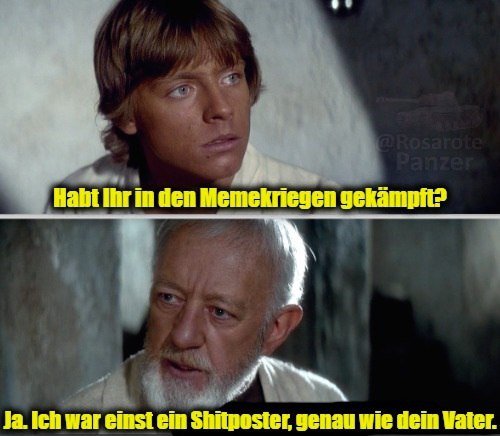 @Rosarote
Panzer
Habt Ihr in den Memekriegen gekämpft?
Ja. Ich war einst ein Shitposter, genau wie dein Vater.